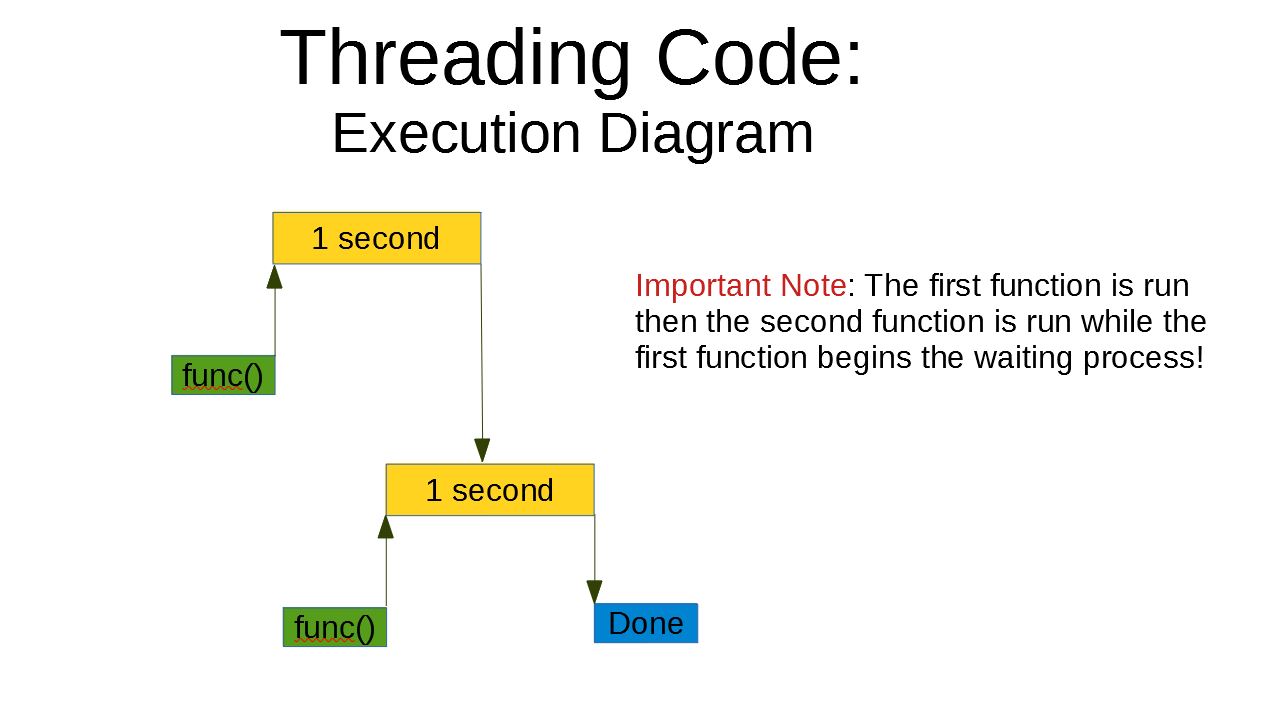 Threading Code:
Execution Diagram
1 second
Important Note: The first function is run
then the second function is run while the
first function begins the waiting process!
func()
1 second
func()
Done